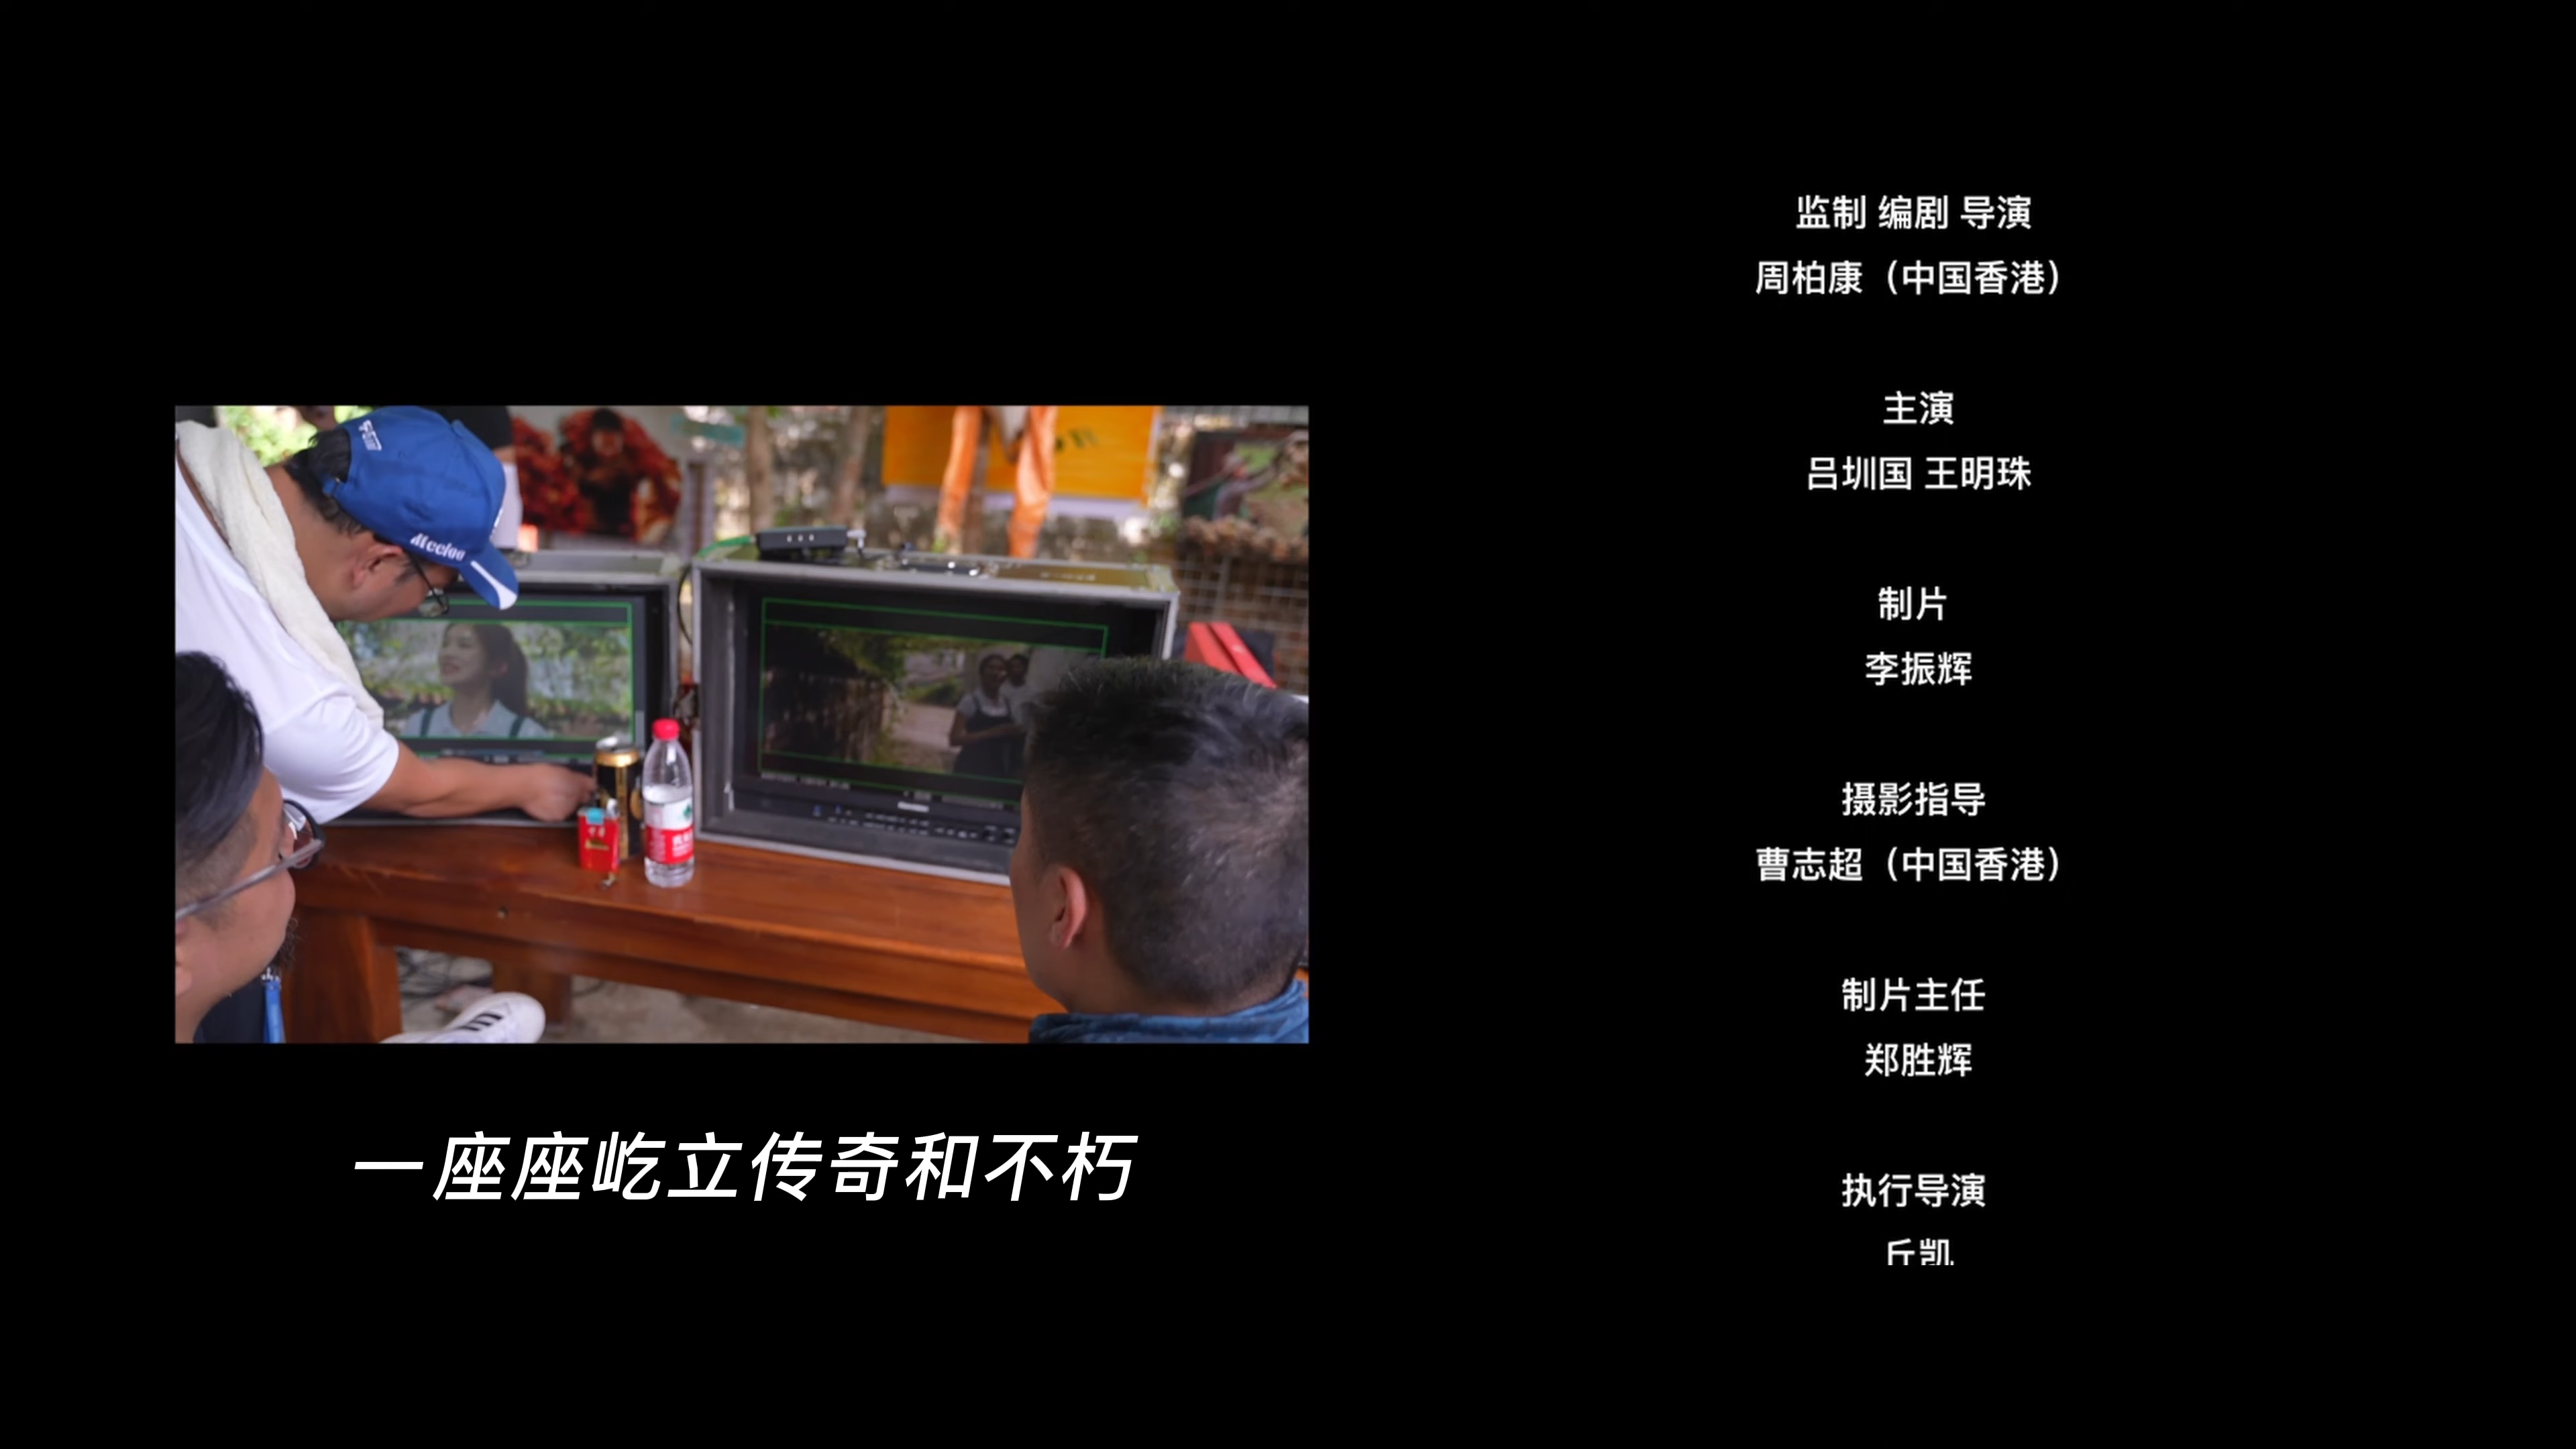 监制 编剧 导演
周柏康（中国香港）
主演
吕圳国 王明珠
制片
李振辉
摄影指导
曹志超（中国香港）
制片主任
郑胜辉
执行导演
丘凯
一座座屹立传奇和不朽